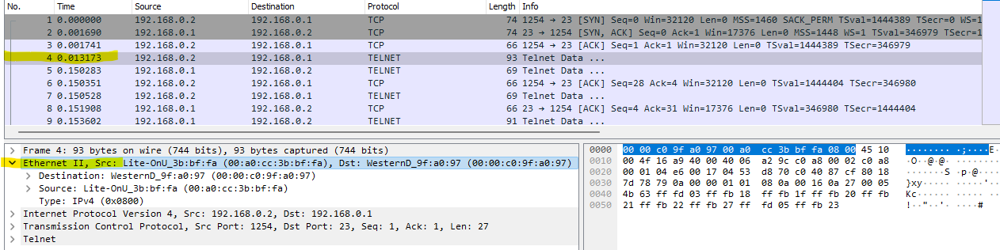 No. Time Source Destination Protocol Length Info
1 0.000000 192.168.0.2 192.168.0.1 TCP 74 1254 → 23 [SYN] Seq=0 Win=32120 Len=0 MSS=1460 SACK_PERM TSval=1444389 TSecr=0 WS=1
2 0.001690 192.168.0.1 192.168.0.2 TCP 74 23 → 1254 [SYN, ACK] Seq=0 Ack=1 Win=17376 Len=0 MSS=1448 WS=1 TSval=346979 TSecr=1
3 0.001741 192.168.0.2 192.168.0.1 TCP 66 1254 → 23 [ACK] Seq=1 Ack=1 Win=32120 Len=0 TSval=1444389 TSecr=346979
4 0.013173 192.168.0.2 192.168.0.1 TELNET 93 Telnet Data ...
5 0.150283 192.168.0.1 192.168.0.2 TELNET 69 Telnet Data ...
6 0.150351 192.168.0.2 192.168.0.1 TCP 66 1254 → 23 [ACK] Seq=28 Ack=4 Win=32120 Len=0 TSval=1444404 TSecr=346980
7 0.150528 192.168.0.2 192.168.0.1 TELNET 69 Telnet Data ...
8 0.151908 192.168.0.1 192.168.0.2 TCP 66 23 → 1254 [ACK] Seq=4 Ack=31 Win=17376 Len=0 TSval=346980 TSecr=1444404
9 0.153602 192.168.0.1 192.168.0.2 TELNET 91 Telnet Data ...
Frame 4: 93 bytes on wire (744 bits), 93 bytes captured (744 bits)
Ethernet II, Src: Lite-OnU_3b:bf:fa (00:a0:cc:3b:bf:fa), Dst: WesternD_9f:a0:97 (00:00:c0:9f:a0:97)
Destination: WesternD_9f:a0:97 (00:00:c0:9f:a0:97)
Source: Lite-OnU_3b:bf:fa (00:a0:cc:3b:bf:fa)
Type: IPv4 (0x0800)
Internet Protocol Version 4, Src: 192.168.0.2, Dst: 192.168.0.1
Transmission Control Protocol, Src Port: 1254, Dst Port: 23, Seq: 1, Ack: 1, Len: 27
Telnet
0000 00 00 c0 9f a0 97 00 a0 cc 3b bf fa 08 00 45 10 ·········;····E·
0010 00 4f 16 a9 40 00 40 06 a2 9c c0 a8 00 02 c0 a8 ·O··@·@·········
0020 00 01 04 e6 00 17 04 53 d8 70 c0 40 87 cf 80 18 ·······S·p·@····
0030 7d 78 79 0a 00 00 01 01 08 0a 00 16 0a 27 00 05 }xy··········'··
0040 4b 63 ff fd 03 ff fb 18 ff fb 1f ff fb 20 ff fb Kc··········· ··
0050 21 ff fb 22 ff fb 27 ff fd 05 ff fb 23 !··"··'·····#